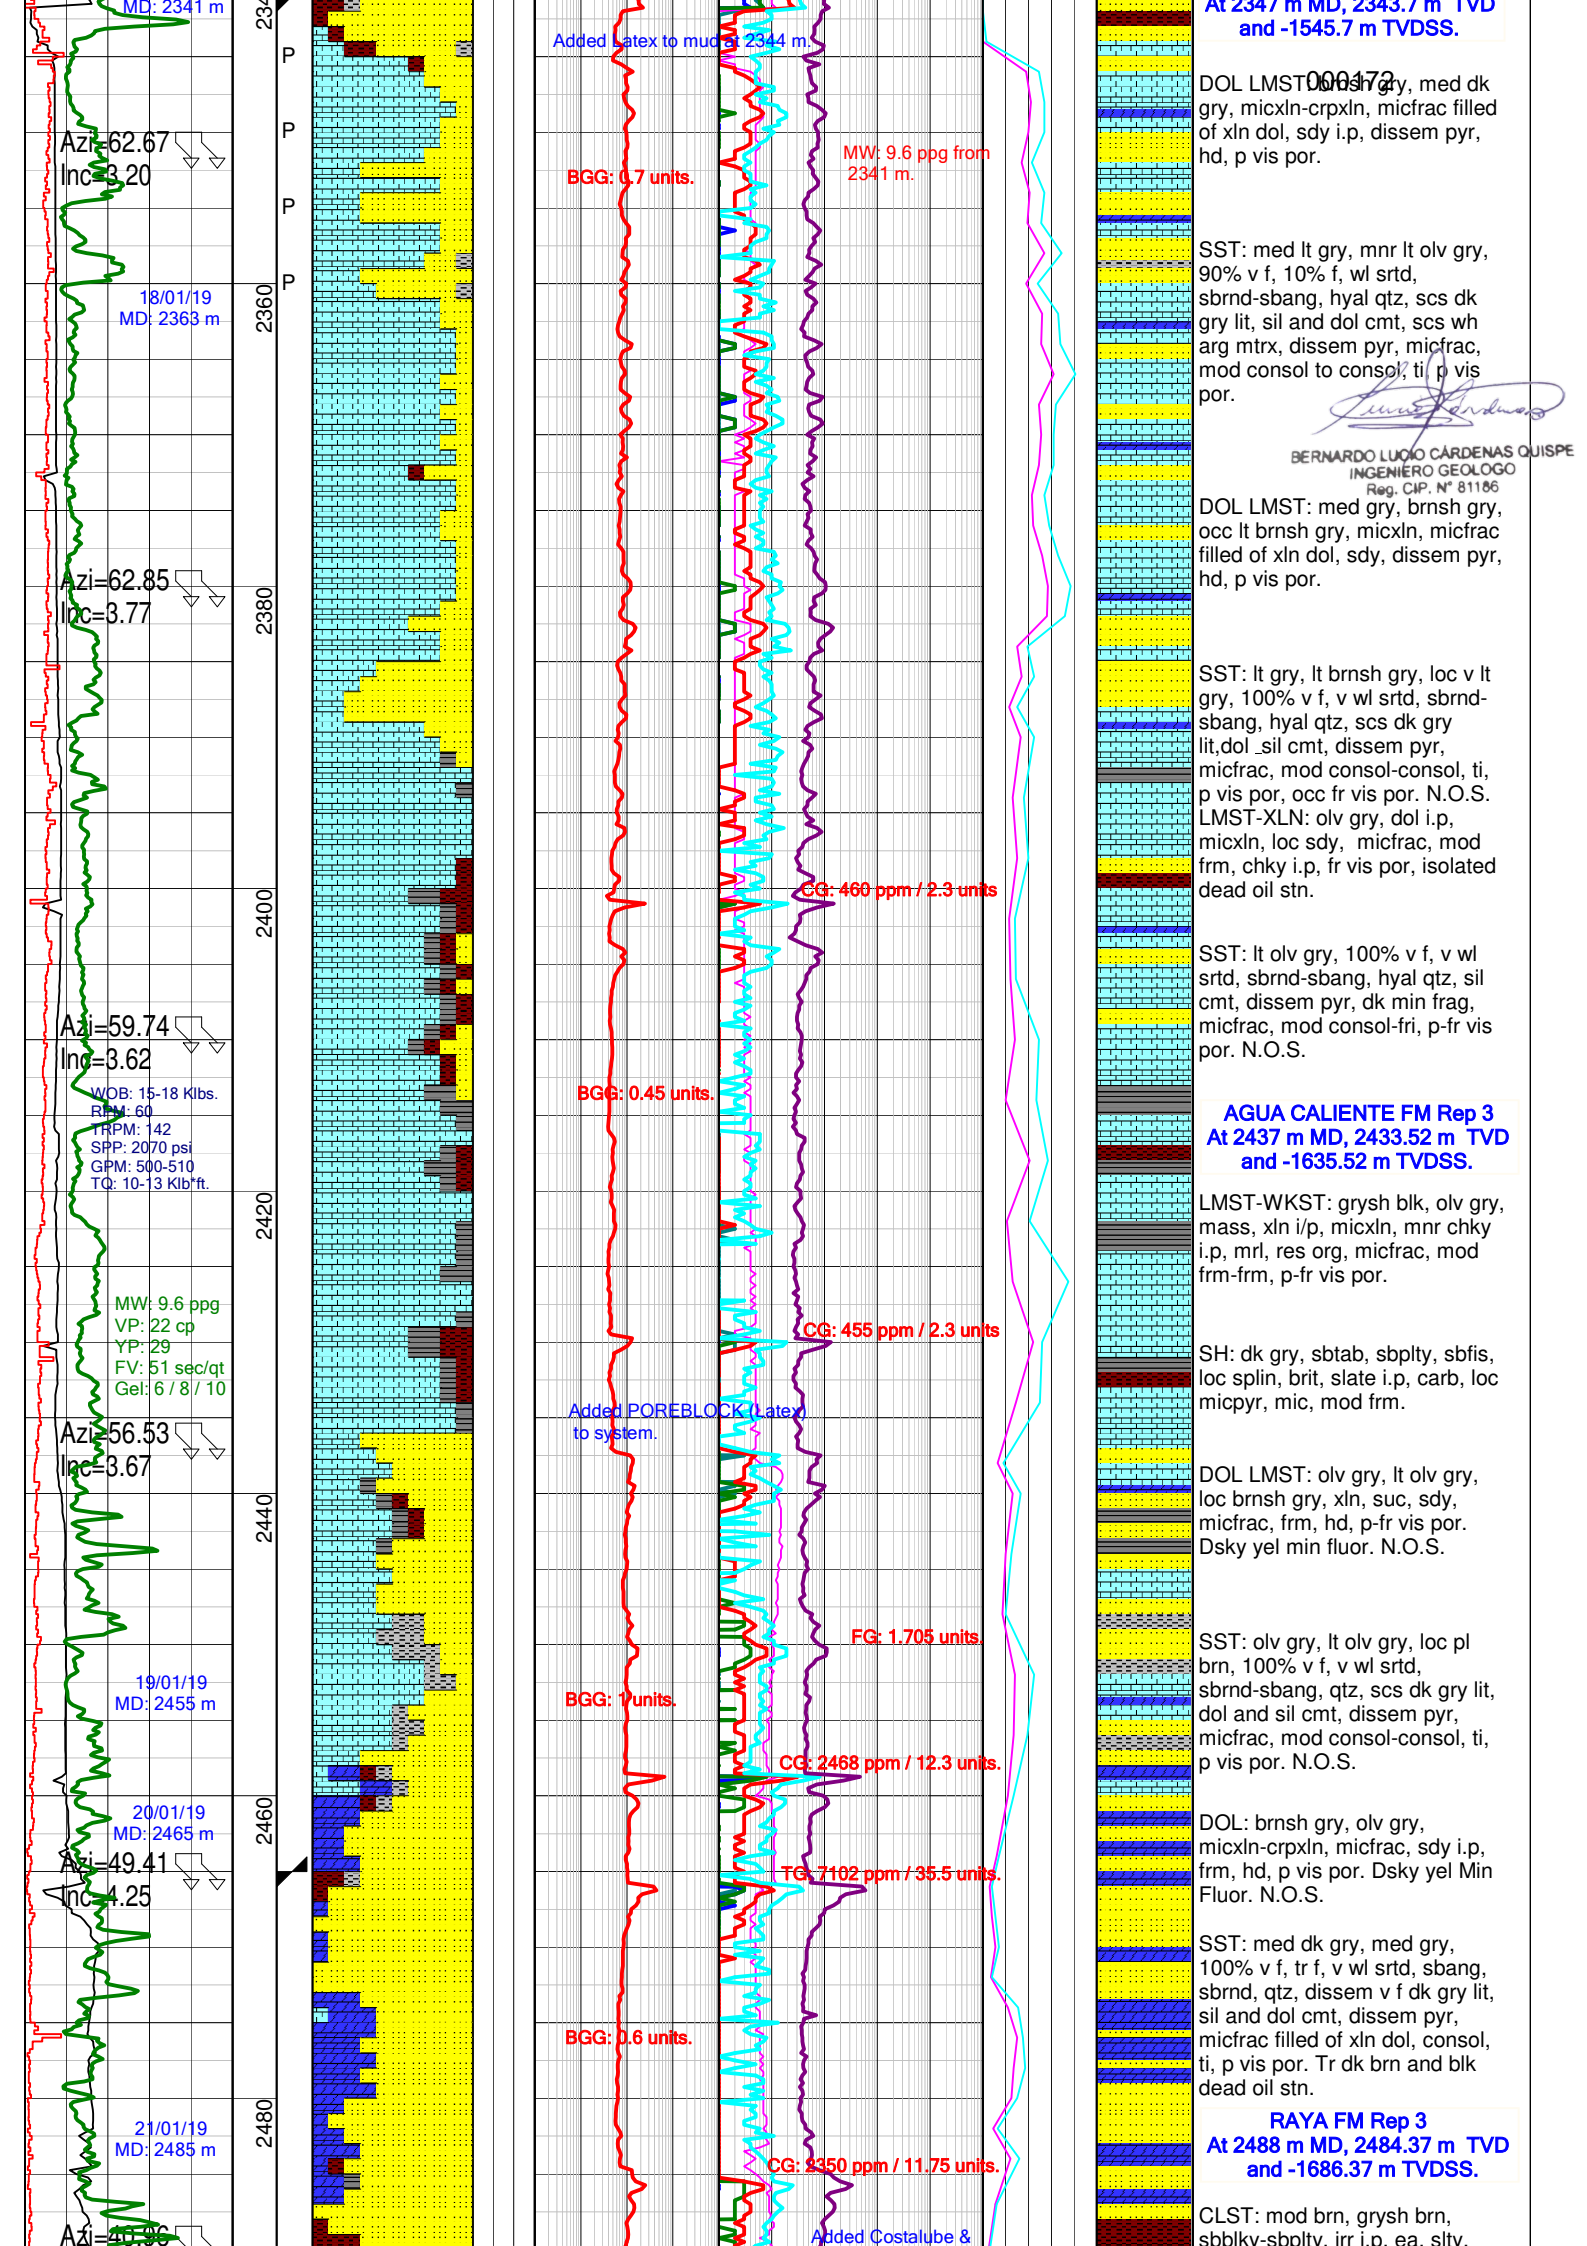 MD: 2341 m
Azi=62.67
Inc=3.20
18/01/19
MD: 2363 m
Azi=62.85
Inc=3.77
Azi=59.74
Inc=3.62
WOB: 15-18 Klbs.
RPM: 60
TRPM: 142
SPP: 2070 psi
GPM: 500-510
TQ: 10-13 Klb*ft.
MW: 9.6 ppg
VP: 22 cp
YP: 29
FV: 51 sec/qt
Gel: 6 / 8 / 10
Azi=56.53
Inc=3.67
19/01/19
MD: 2455 m
20/01/19
MD: 2465 m
Azi=49.41
Inc=4.25
21/01/19
MD: 2485 m
Azi=40.96
P
P
P
P
2360
2380
2400
2420
2440
2460
2480
Added Latex to mud at 2344 m.
MW: 9.6 ppg from
2341 m.
BGG: 0.7 units.
CG: 460 ppm / 2.3 units
BGG: 0.45 units.
CG: 455 ppm / 2.3 units
Added POREBLOCK (Latex)
to system.
FG: 1.705 units.
BGG: 1 units.
CG: 2468 ppm / 12.3 units.
TG: 7102 ppm / 35.5 units.
BGG: 0.6 units.
CG: 2350 ppm / 11.75 units.
Added Costalube &
At 2347 m MD, 2343.7 m TVD
and -1545.7 m TVDSS.
000172
DOL LMST: brnsh gry, med dk
gry, micxln-crpxln, micfrac filled
of xln dol, sdy i.p, dissem pyr,
hd, p vis por.
SST: med lt gry, mnr lt olv gry,
90% v f, 10% f, wl srtd,
sbrnd-sbang, hyal qtz, scs dk
gry lit, sil and dol cmt, scs wh
arg mtrx, dissem pyr, micfrac,
mod consol to consol, ti, p vis
por.
BERNARDO LUCIO CÁRDENAS QUISPE
INGENIERO GEOLOGO
Reg. CIP. N° 81186
DOL LMST: med gry, brnsh gry,
occ lt brnsh gry, micxln, micfrac
filled of xln dol, sdy, dissem pyr,
hd, p vis por.
SST: lt gry, lt brnsh gry, loc v lt
gry, 100% v f, v wl srtd, sbrnd-
sbang, hyal qtz, scs dk gry
lit,dol _sil cmt, dissem pyr,
micfrac, mod consol-consol, ti,
p vis por, occ fr vis por. N.O.S.
LMST-XLN: olv gry, dol i.p,
micxln, loc sdy, micfrac, mod
frm, chky i.p, fr vis por, isolated
dead oil stn.
SST: lt olv gry, 100% v f, v wl
srtd, sbrnd-sbang, hyal qtz, sil
cmt, dissem pyr, dk min frag,
micfrac, mod consol-fri, p-fr vis
por. N.O.S.
AGUA CALIENTE FM Rep 3
At 2437 m MD, 2433.52 m TVD
and -1635.52 m TVDSS.
LMST-WKST: grysh blk, olv gry,
mass, xln i/p, micxln, mnr chky
i.p, mrl, res org, micfrac, mod
frm-frm, p-fr vis por.
SH: dk gry, sbtab, sbplty, sbfis,
loc splin, brit, slate i.p, carb, loc
micpyr, mic, mod frm.
DOL LMST: olv gry, lt olv gry,
loc brnsh gry, xln, suc, sdy,
micfrac, frm, hd, p-fr vis por.
Dsky yel min fluor. N.O.S.
SST: olv gry, lt olv gry, loc pl
brn, 100% v f, v wl srtd,
sbrnd-sbang, qtz, scs dk gry lit,
dol and sil cmt, dissem pyr,
micfrac, mod consol-consol, ti,
p vis por. N.O.S.
DOL: brnsh gry, olv gry,
micxln-crpxln, micfrac, sdy i.p,
frm, hd, p vis por. Dsky yel Min
Fluor. N.O.S.
SST: med dk gry, med gry,
100% v f, tr f, v wl srtd, sbang,
sbrnd, qtz, dissem v f dk gry lit,
sil and dol cmt, dissem pyr,
micfrac filled of xln dol, consol,
ti, p vis por. Tr dk brn and blk
dead oil stn.
RAYA FM Rep 3
At 2488 m MD, 2484.37 m TVD
and -1686.37 m TVDSS.
CLST: mod brn, grysh brn,
sbblky-sbplty, irr i.p, ea, slty,